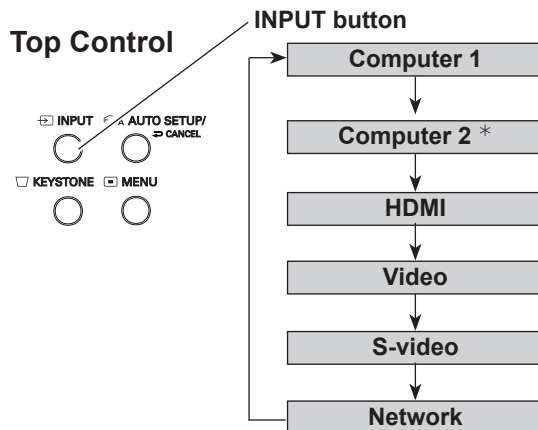 INPUT button
Top Control
INPUT
AUTO SETUP/
CANCEL
KEYSTONE
MENU
Computer 1
Computer 2 *
HDMI
Video
S-video
Network